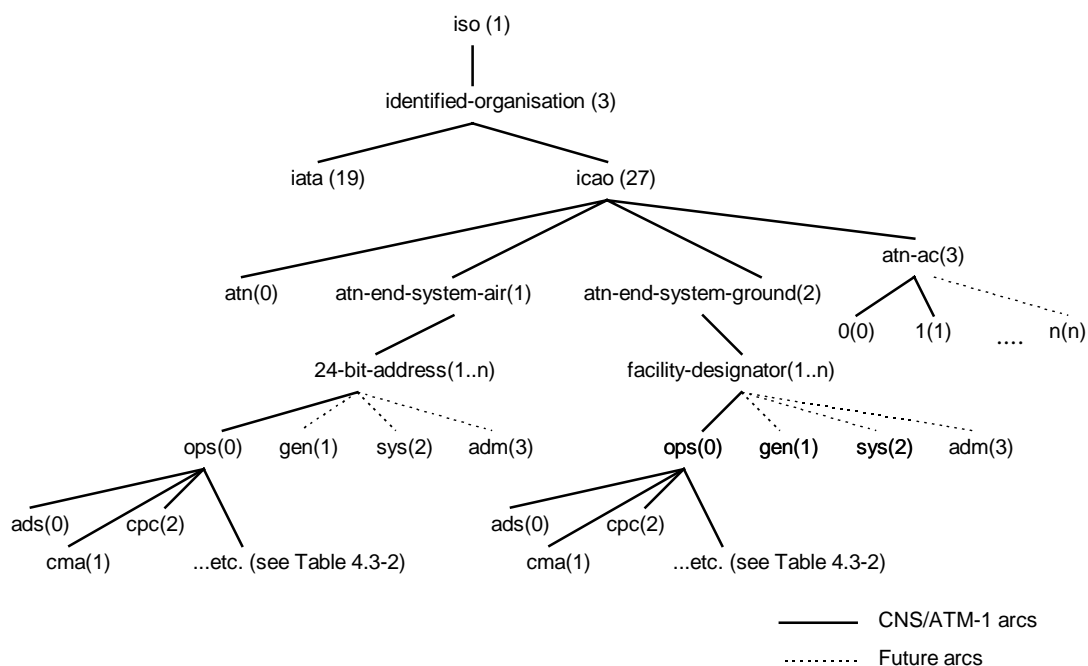 iso (1)
identified-organisation (3)
iata (19) icao (27)
atn-ac(3)
atn(0) atn-end-system-air(1) atn-end-system-ground(2)
0(0) 1(1) .... n(n)
24-bit-address(1..n) facility-designator(1..n)
ops(0) gen(1) sys(2) adm(3) ops(0) gen(1) sys(2) adm(3)
ads(0) cpc(2) ads(0) cpc(2)
cma(1) ...etc. (see Table 4.3-2) cma(1) ...etc. (see Table 4.3-2)
CNS/ATM-1 arcs
Future arcs